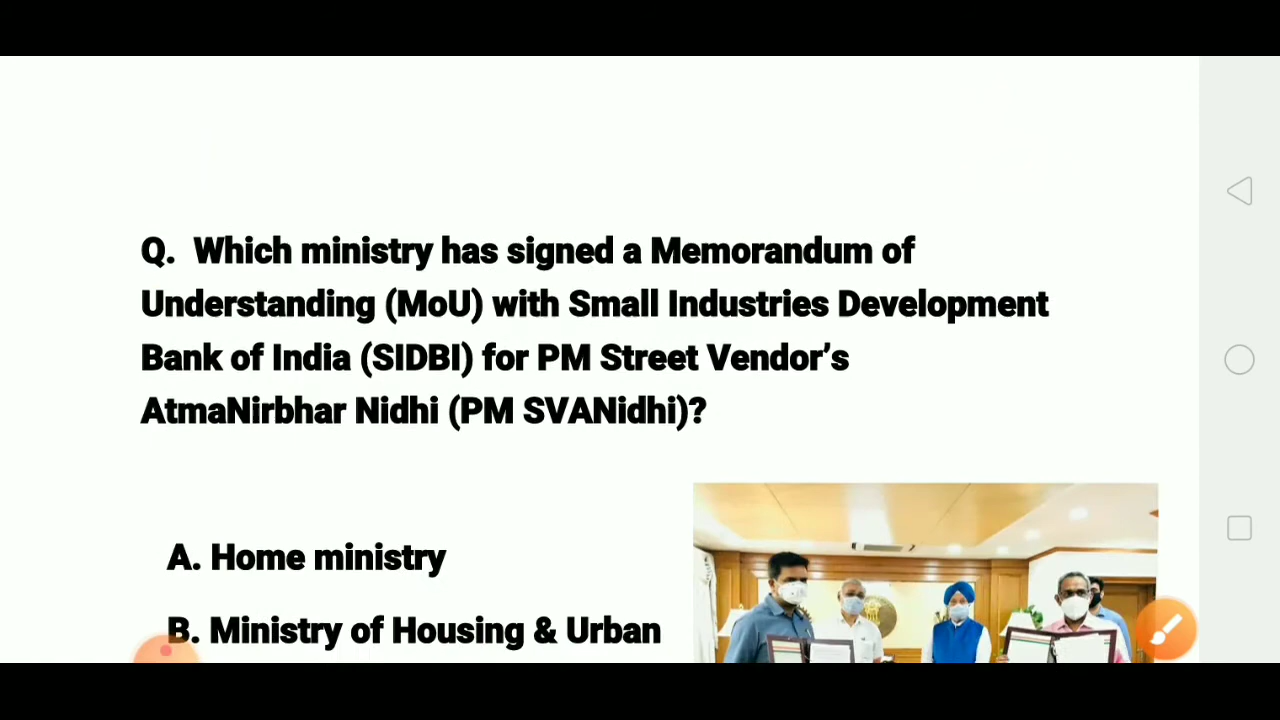 Q. Which ministry has signed a Memorandum of
Understanding (MoU) with Small Industries Development
Bank of India (SIDBI) for PM Street Vendor’s
AtmaNirbhar Nidhi (PM SVANidhi)?
A. Home ministry
B. Ministry of Housing & Urban